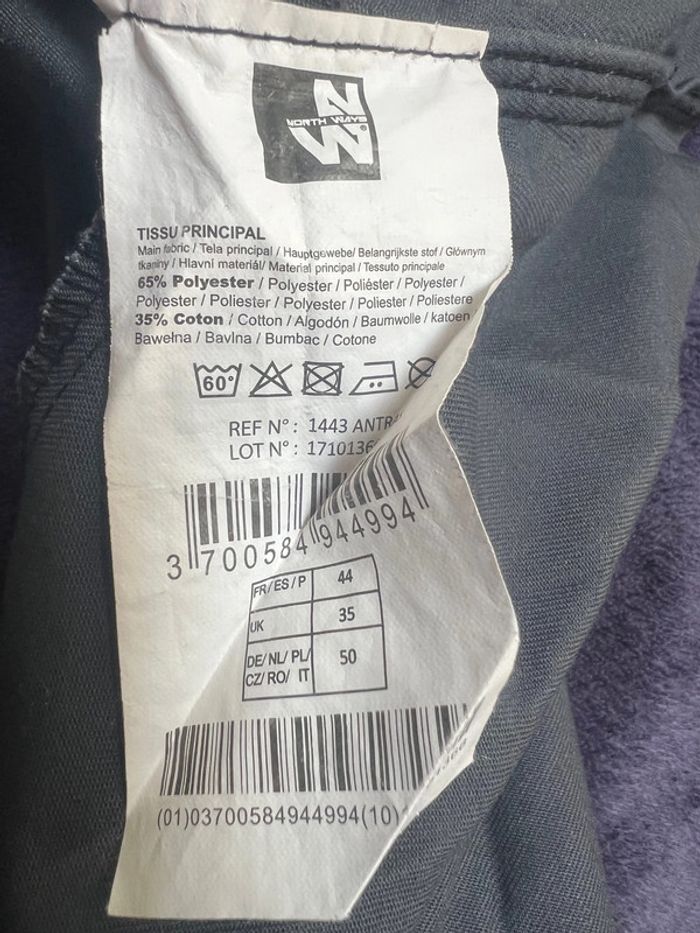 N
NORTH WAYS
W
TISSU PRINCIPAL
Main fabric / Tela principal / Hauptgewebe/ Belangrijkste stof / Głównym
tkaniny / Hlavní materiál/ Material principal / Tessuto principale
65% Polyester / Polyester / Poliéster / Polyester /
Polyester / Poliester / Polyester / Poliester / Poliestere
35% Coton / Cotton / Algodón / Baumwolle / katoen
Bawełna / Bavlna / Bumbac / Cotone
60°
REF N° : 1443 ANTR
LOT N° : 1710136
3 700584 944994
FR/ES/P 44
UK 35
DE/NL/PL/ 50
CZ/RO/ IT
(01)03700584944994(10)